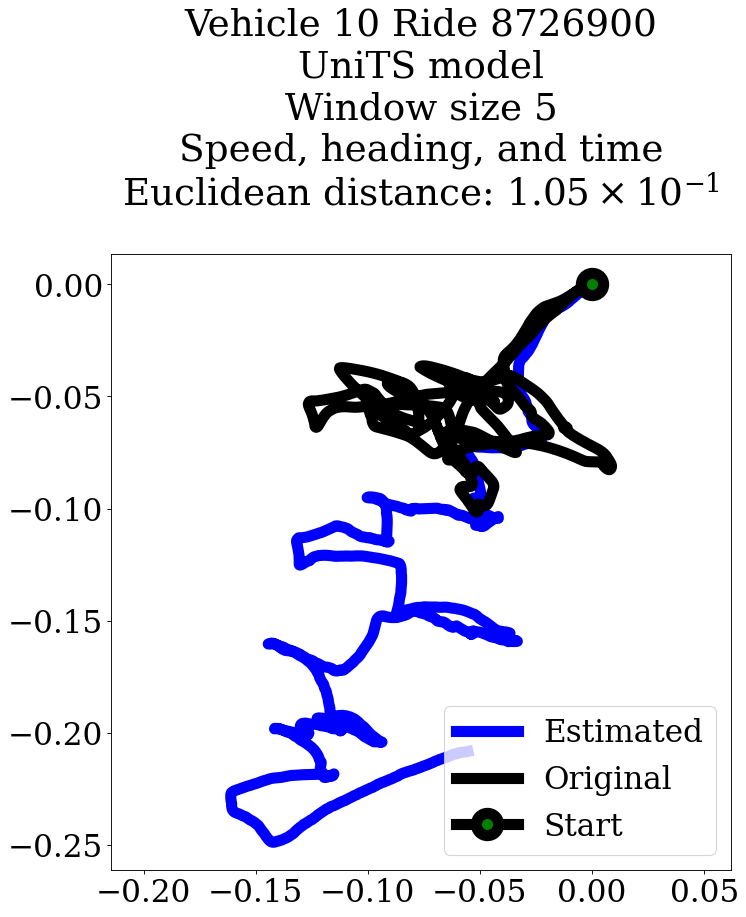 Vehicle 10 Ride 8726900
UniTS model
Window size 5
Speed, heading, and time
Euclidean distance: 1.05 × 10⁻¹
0.00
−0.05
−0.10
−0.15
−0.20
−0.25
Estimated
Original
Start
−0.20 −0.15 −0.10 −0.05 0.00 0.05